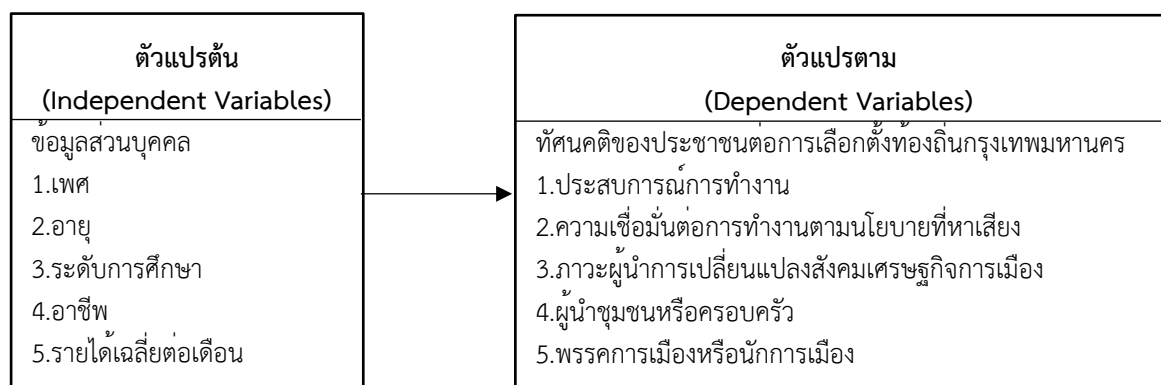 ตัวแปรต้น
(Independent Variables)
ข้อมูลส่วนบุคคล
1.เพศ
2.อายุ
3.ระดับการศึกษา
4.อาชีพ
5.รายได้เฉลี่ยต่อเดือน
ตัวแปรตาม
(Dependent Variables)
ทัศนคติของประชาชนต่อการเลือกตั้งท้องถิ่นกรุงเทพมหานคร
1.ประสบการณ์การทำงาน
2.ความเชื่อมั่นต่อการทำงานตามนโยบายที่หาเสียง
3.ภาวะผู้นำการเปลี่ยนแปลงสังคมเศรษฐกิจการเมือง
4.ผู้นำชุมชนหรือครอบครัว
5.พรรคการเมืองหรือนักการเมือง